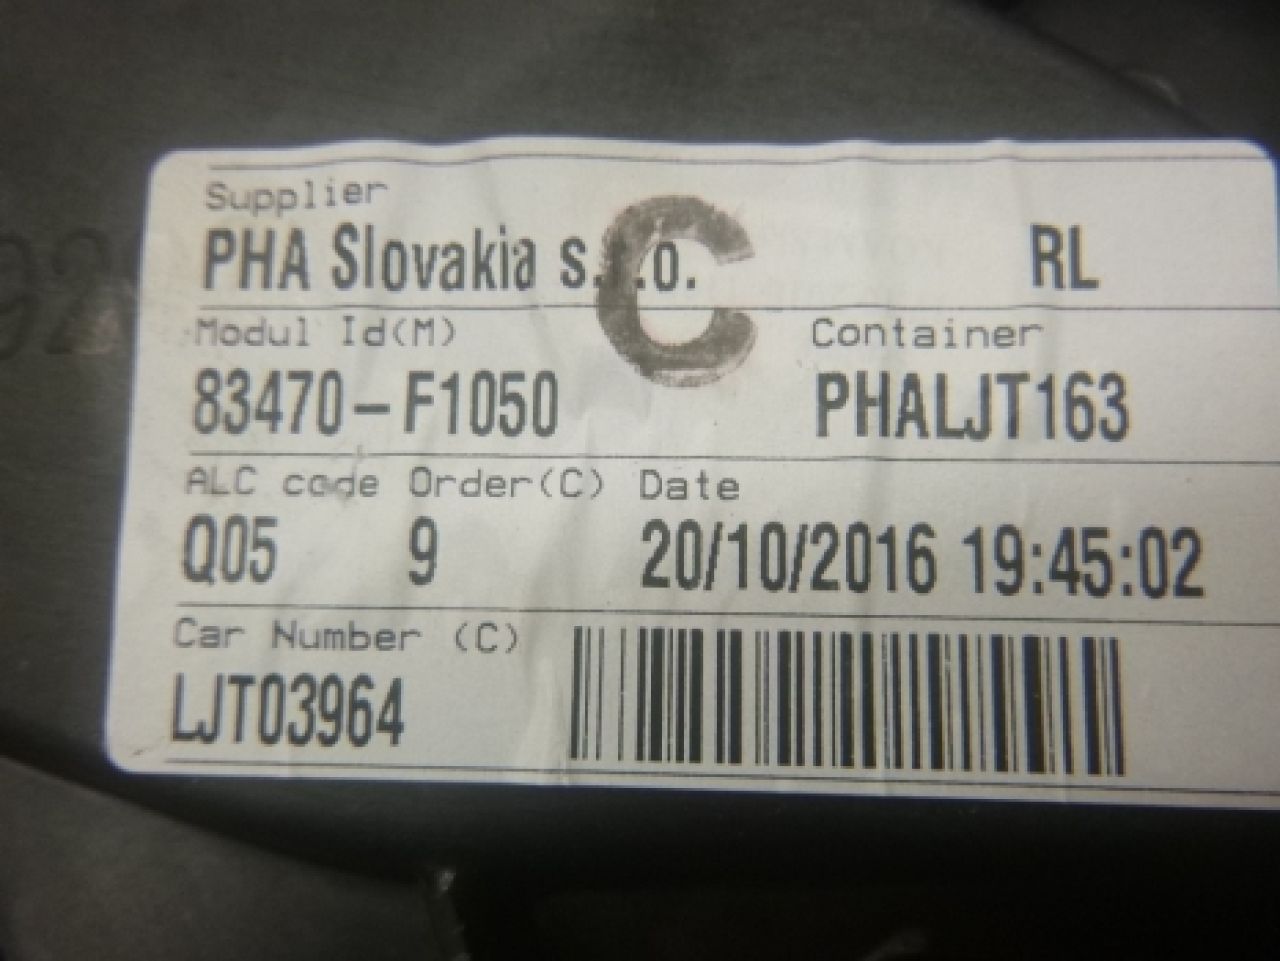 Supplier
PHA Slovakia s.r.o. RL
C
Modul Id(M) Container
83470-F1050 PHALJT163
ALC code Order(C) Date
Q05 9 20/10/2016 19:45:02
Car Number (C)
LJT03964
92